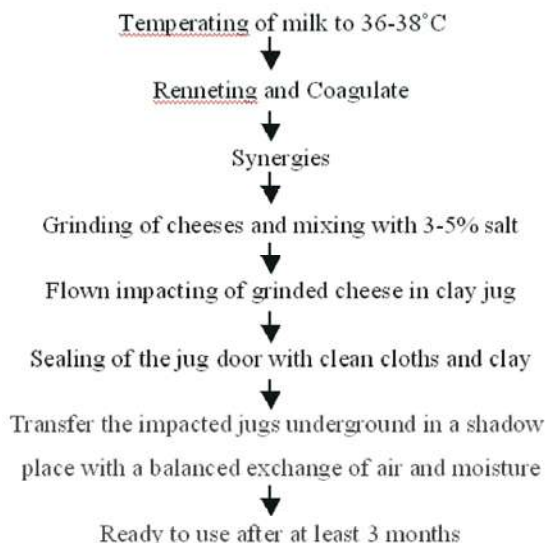 Temperating of milk to 36-38˚C
Renneting and Coagulate
Synergies
Grinding of cheeses and mixing with 3-5% salt
Flown impacting of grinded cheese in clay jug
Sealing of the jug door with clean cloths and clay
Transfer the impacted jugs underground in a shadow
place with a balanced exchange of air and moisture
Ready to use after at least 3 months